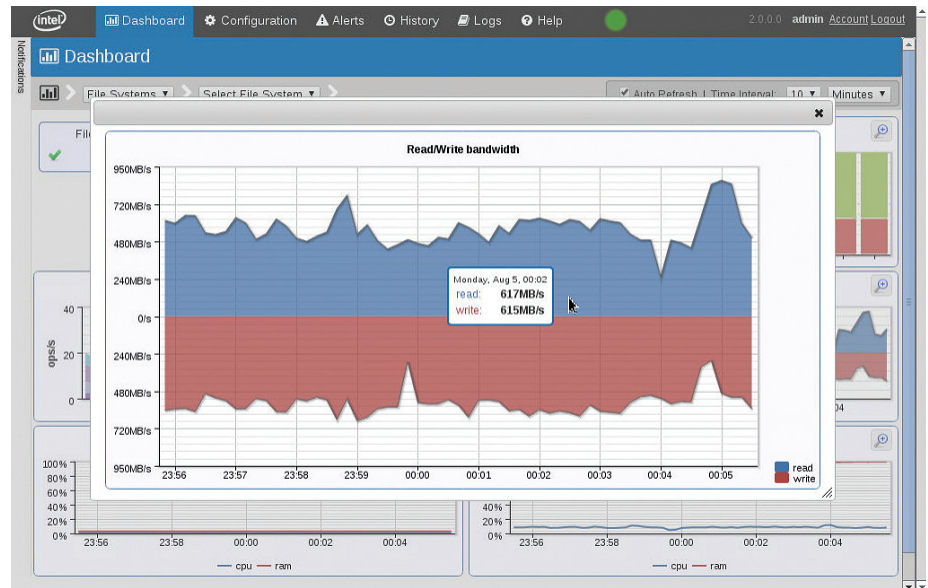 intel
Dashboard
Configuration
Alerts
History
Logs
Help
2.0.0.0
admin Account Logout
Notifications
Dashboard
File Systems ▼
Select File System ▼
Auto Refresh | Time Interval: 10 ▼ Minutes ▼
Read/Write bandwidth
950MB/s
720MB/s
480MB/s
240MB/s
0/s
240MB/s
480MB/s
720MB/s
950MB/s
23:56 23:57 23:58 23:59 00:00 00:01 00:02 00:03 00:04 00:05
Monday, Aug 5, 00:02
read: 617MB/s
write: 615MB/s
read
write
ops/s
40
20
0
100%
80%
60%
40%
20%
0%
23:56 23:58 00:00 00:02 00:04
cpu ram
40%
20%
0%
23:56 23:58 00:00 00:02 00:04
cpu ram